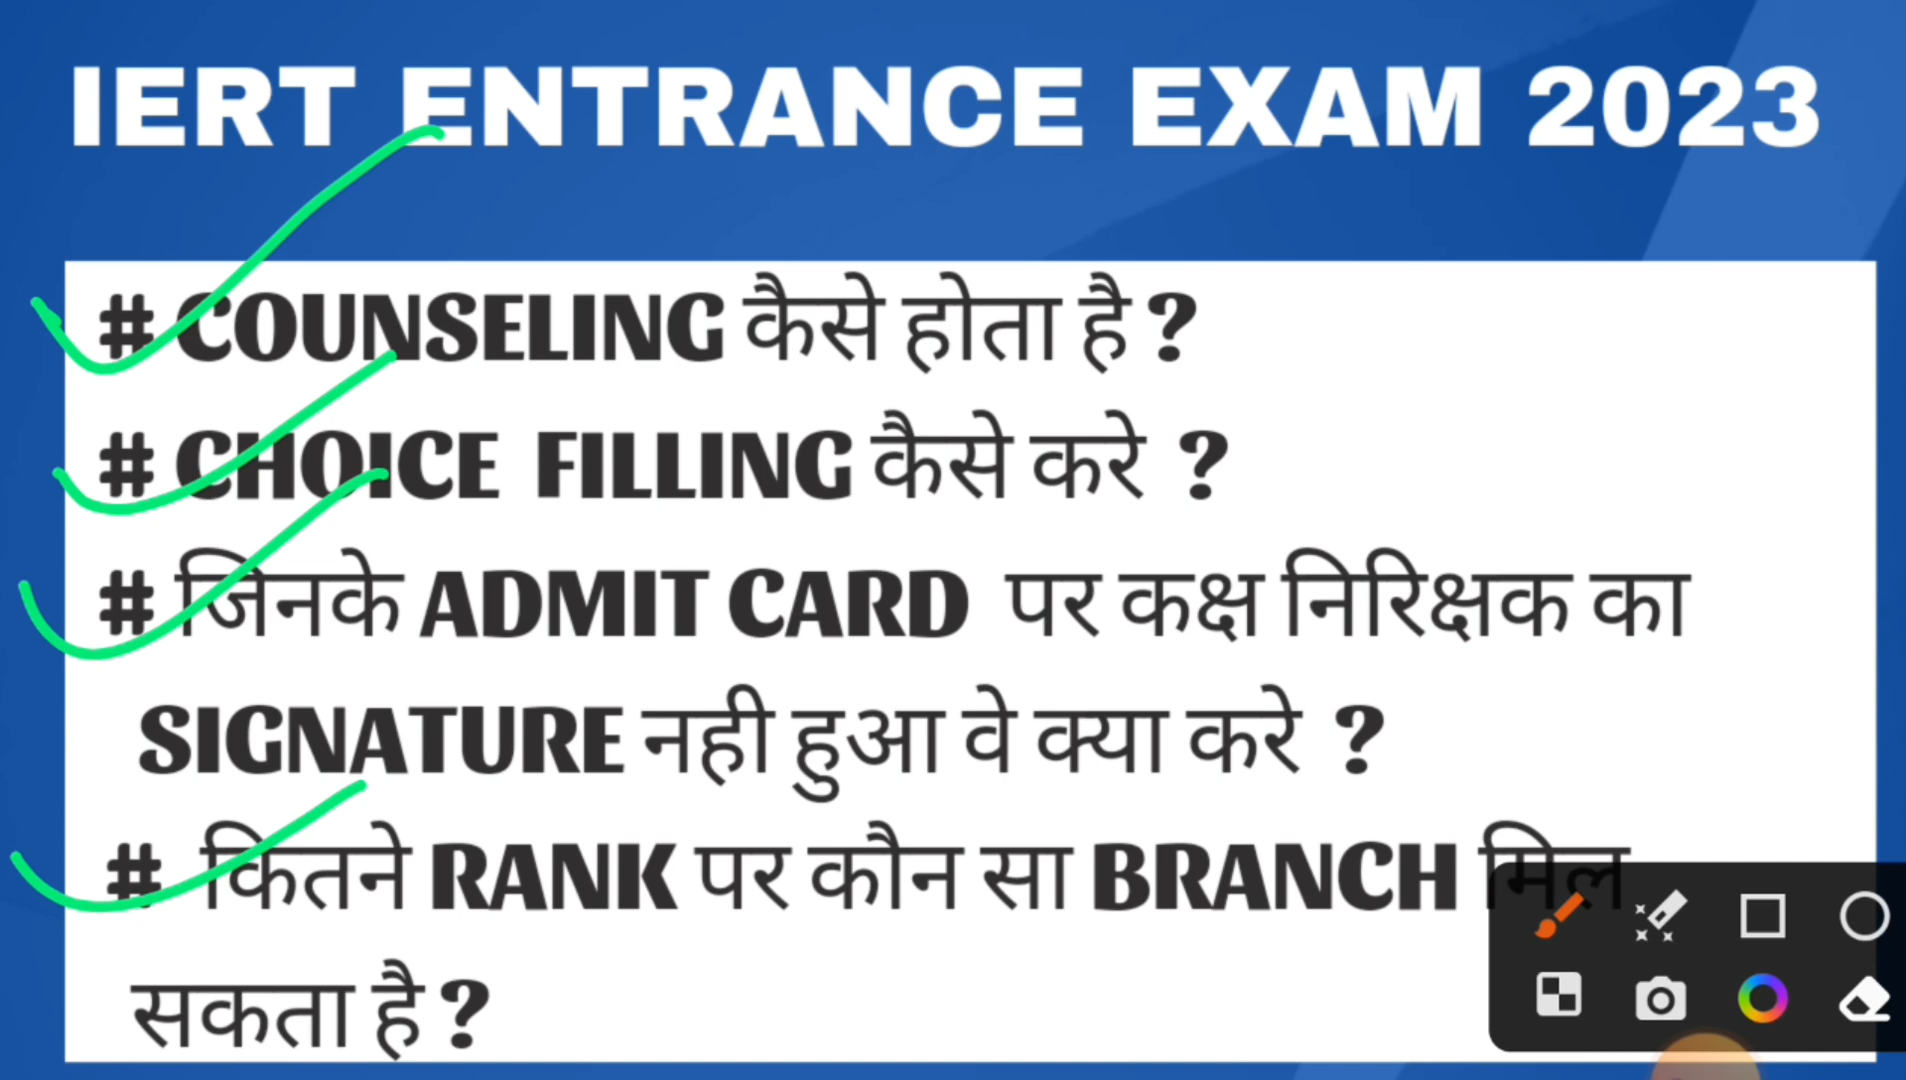 IERT ENTRANCE EXAM 2023
# COUNSELING कैसे होता है ?
# CHOICE FILLING कैसे करे ?
# जिनके ADMIT CARD पर कक्ष निरिक्षक का
SIGNATURE नही हुआ वे क्या करे ?
# कितने RANK पर कौन सा BRANCH मिल
सकता है ?